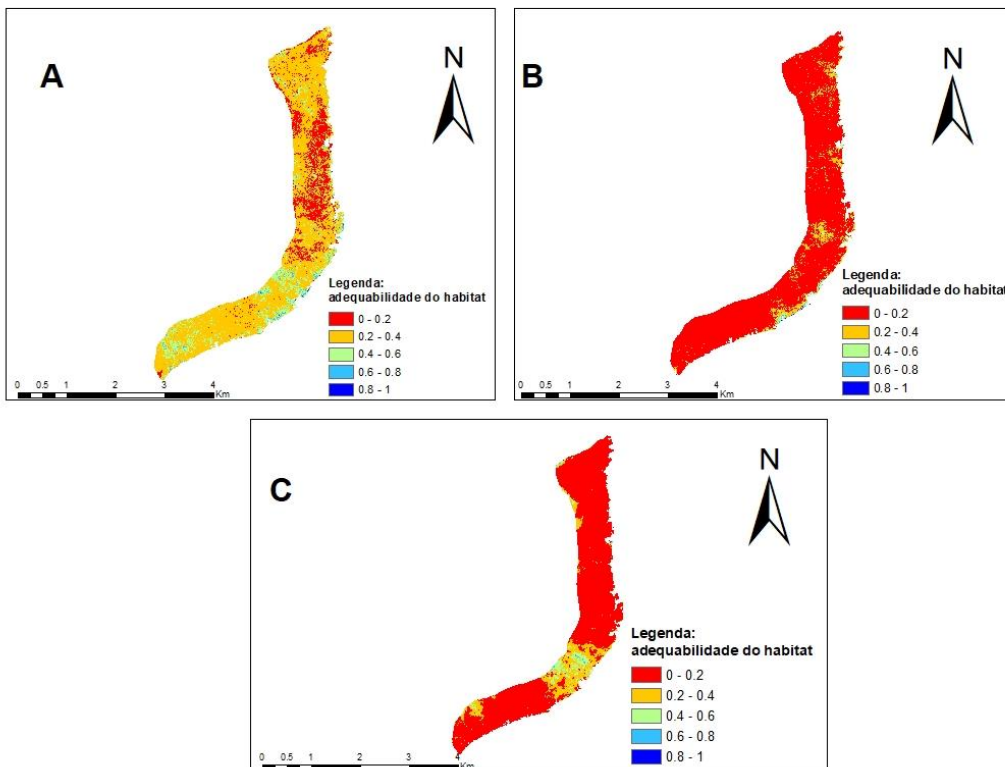 A
N
Legenda:
adequabilidade do habitat
0 - 0.2
0.2 - 0.4
0.4 - 0.6
0.6 - 0.8
0.8 - 1
0 0.5 1 2 3 4
Km
B
N
Legenda:
adequabilidade do habitat
0 - 0.2
0.2 - 0.4
0.4 - 0.6
0.6 - 0.8
0.8 - 1
0 0.5 1 2 3 4
Km
C
N
Legenda:
adequabilidade do habitat
0 - 0.2
0.2 - 0.4
0.4 - 0.6
0.6 - 0.8
0.8 - 1
0 0.5 1 2 3 4
Km